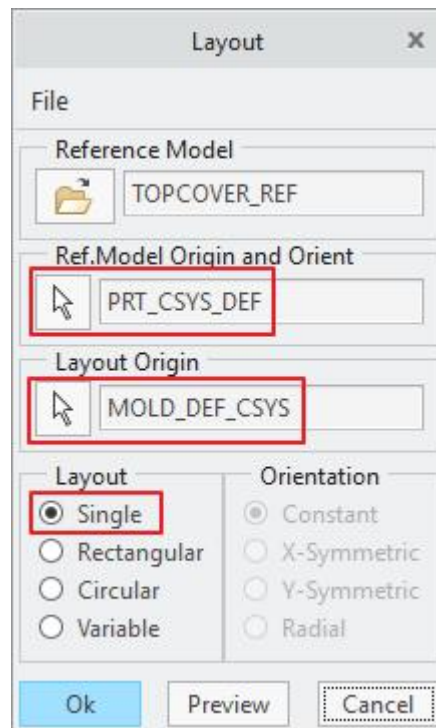 Layout
File
Reference Model
TOPCOVER_REF
Ref.Model Origin and Orient
PRT_CSYS_DEF
Layout Origin
MOLD_DEF_CSYS
Layout Orientation
Single Constant
Rectangular X-Symmetric
Circular Y-Symmetric
Variable Radial
Ok Preview Cancel